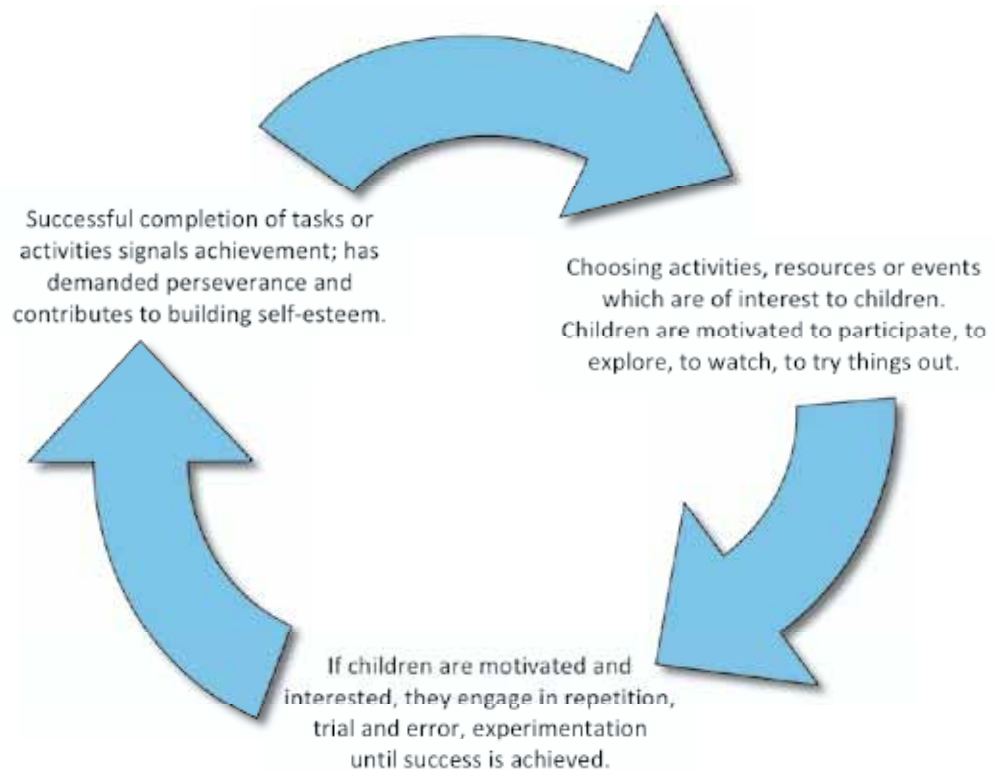 Successful completion of tasks or
activities signals achievement; has
demanded perseverance and
contributes to building self-esteem.
Choosing activities, resources or events
which are of interest to children.
Children are motivated to participate, to
explore, to watch, to try things out.
If children are motivated and
interested, they engage in repetition,
trial and error, experimentation
until success is achieved.